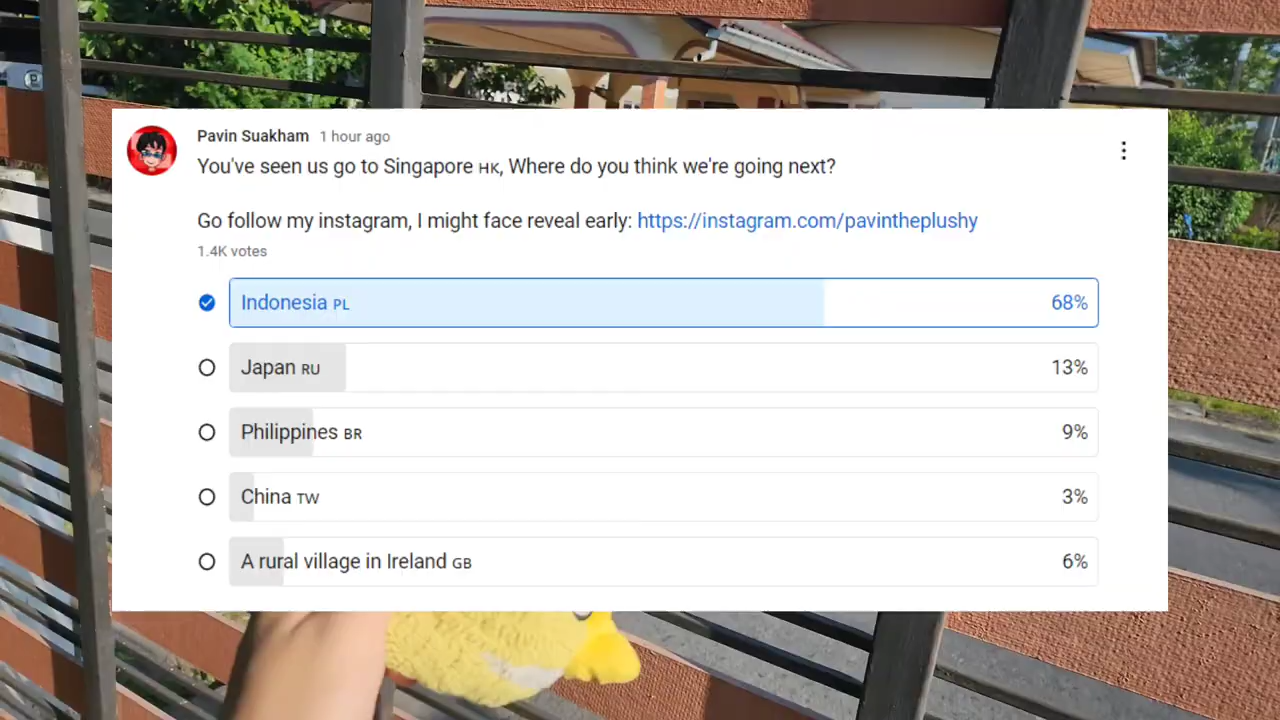 Pavin Suakham 1 hour ago
You've seen us go to Singapore HK, Where do you think we're going next?
Go follow my instagram, I might face reveal early: https://instagram.com/pavintheplushy
1.4K votes
Indonesia PL 68%
Japan RU 13%
Philippines BR 9%
China TW 3%
A rural village in Ireland GB 6%